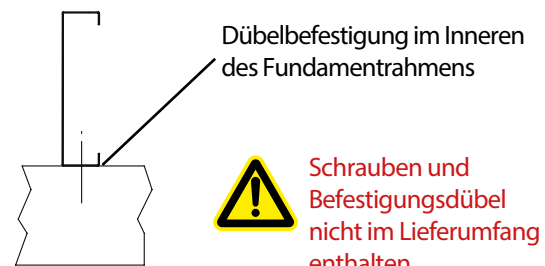 Dübelbefestigung im Inneren
des Fundamentrahmens
Schrauben und
Befestigungsdübel
nicht im Lieferumfang
enthalten